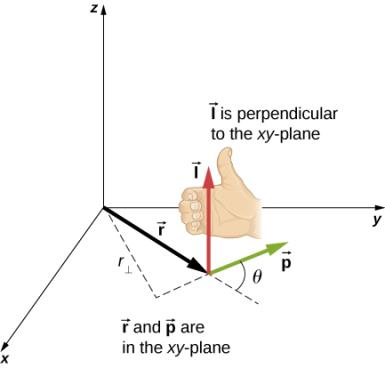 z
l⃗ is perpendicular
to the xy-plane
l⃗
y
r⃗
p⃗
θ
r⊥
r⃗ and p⃗ are
in the xy-plane
x